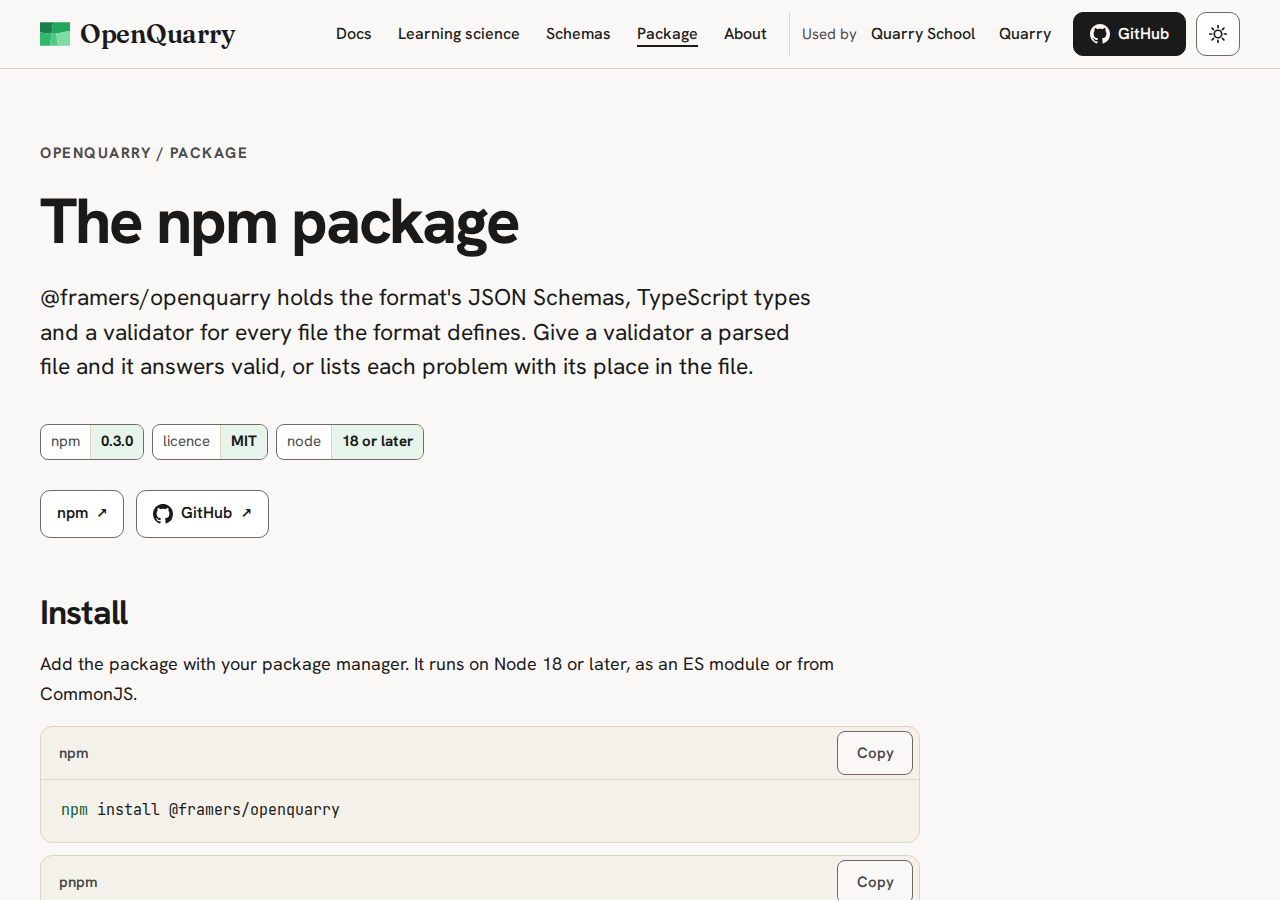 OpenQuarry
Docs Learning science Schemas Package About Used by Quarry School Quarry GitHub
OPENQUARRY / PACKAGE
The npm package
@framers/openquarry holds the format's JSON Schemas, TypeScript types
and a validator for every file the format defines. Give a validator a parsed
file and it answers valid, or lists each problem with its place in the file.
npm 0.3.0 licence MIT node 18 or later
npm ↗ GitHub ↗
Install
Add the package with your package manager. It runs on Node 18 or later, as an ES module or from
CommonJS.
npm Copy
npm install @framers/openquarry
pnpm Copy